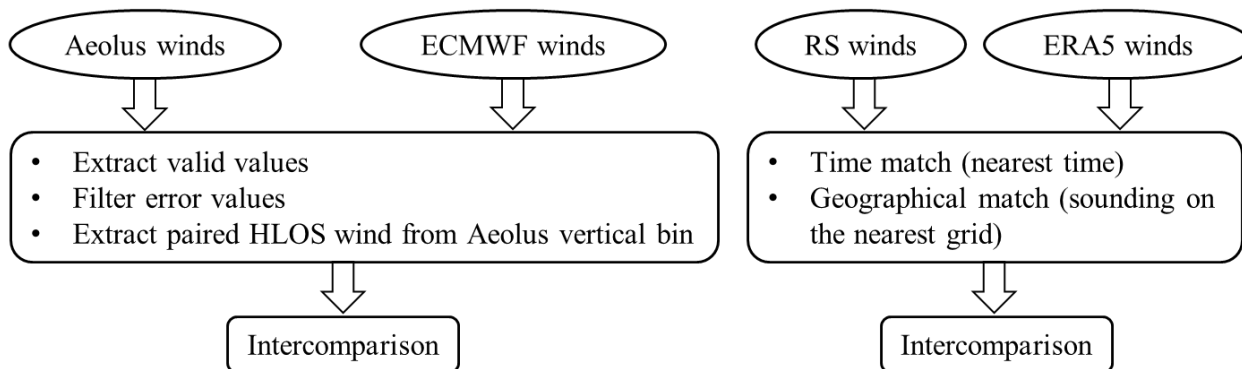 Aeolus winds
ECMWF winds
RS winds
ERA5 winds
• Extract valid values
• Filter error values
• Extract paired HLOS wind from Aeolus vertical bin
• Time match (nearest time)
• Geographical match (sounding on
the nearest grid)
Intercomparison
Intercomparison